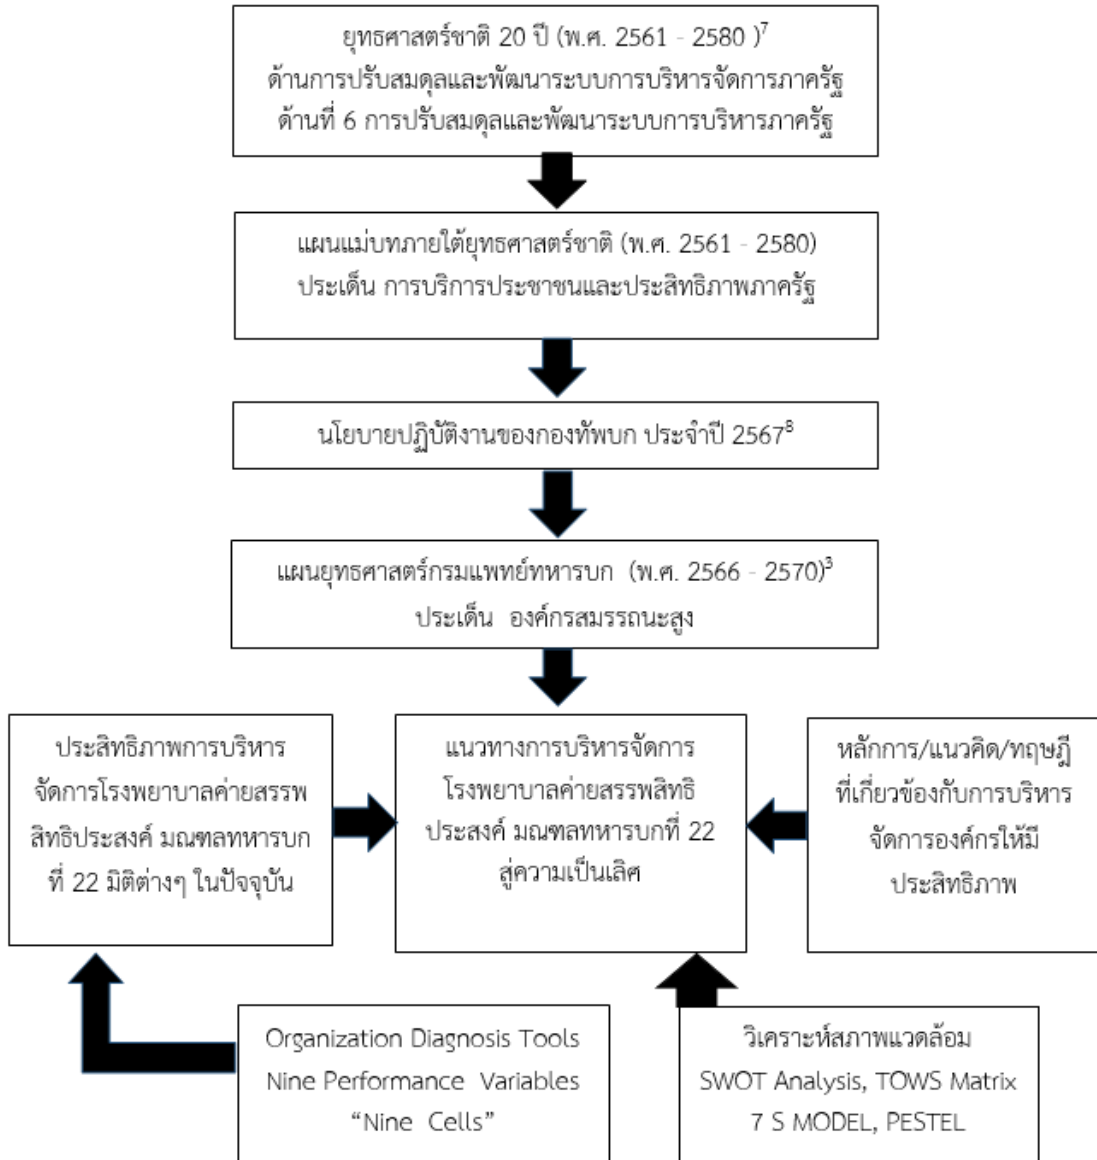 ยุทธศาสตร์ชาติ 20 ปี (พ.ศ. 2561 - 2580 )⁷
ด้านการปรับสมดุลและพัฒนาระบบการบริหารจัดการภาครัฐ
ด้านที่ 6 การปรับสมดุลและพัฒนาระบบการบริหารภาครัฐ
แผนแม่บทภายใต้ยุทธศาสตร์ชาติ (พ.ศ. 2561 - 2580)
ประเด็น การบริการประชาชนและประสิทธิภาพภาครัฐ
นโยบายปฏิบัติงานของกองทัพบก ประจำปี 2567⁸
แผนยุทธศาสตร์กรมแพทย์ทหารบก (พ.ศ. 2566 - 2570)³
ประเด็น องค์กรสมรรถนะสูง
ประสิทธิภาพการบริหาร
จัดการโรงพยาบาลค่ายสรรพ
สิทธิประสงค์ มณฑลทหารบก
ที่ 22 มิติต่างๆ ในปัจจุบัน
แนวทางการบริหารจัดการ
โรงพยาบาลค่ายสรรพสิทธิ
ประสงค์ มณฑลทหารบกที่ 22
สู่ความเป็นเลิศ
หลักการ/แนวคิด/ทฤษฎี
ที่เกี่ยวข้องกับการบริหาร
จัดการองค์กรให้มี
ประสิทธิภาพ
Organization Diagnosis Tools
Nine Performance Variables
“Nine Cells”
วิเคราะห์สภาพแวดล้อม
SWOT Analysis, TOWS Matrix
7 S MODEL, PESTEL